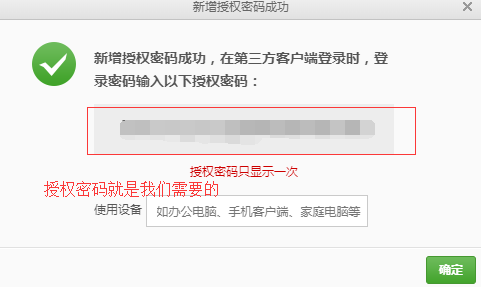 新增授权密码成功
新增授权密码成功，在第三方客户端登录时，登
录密码输入以下授权密码：
授权密码只显示一次
授权密码就是我们需要的
使用设备 如办公电脑、手机客户端、家庭电脑等
确定